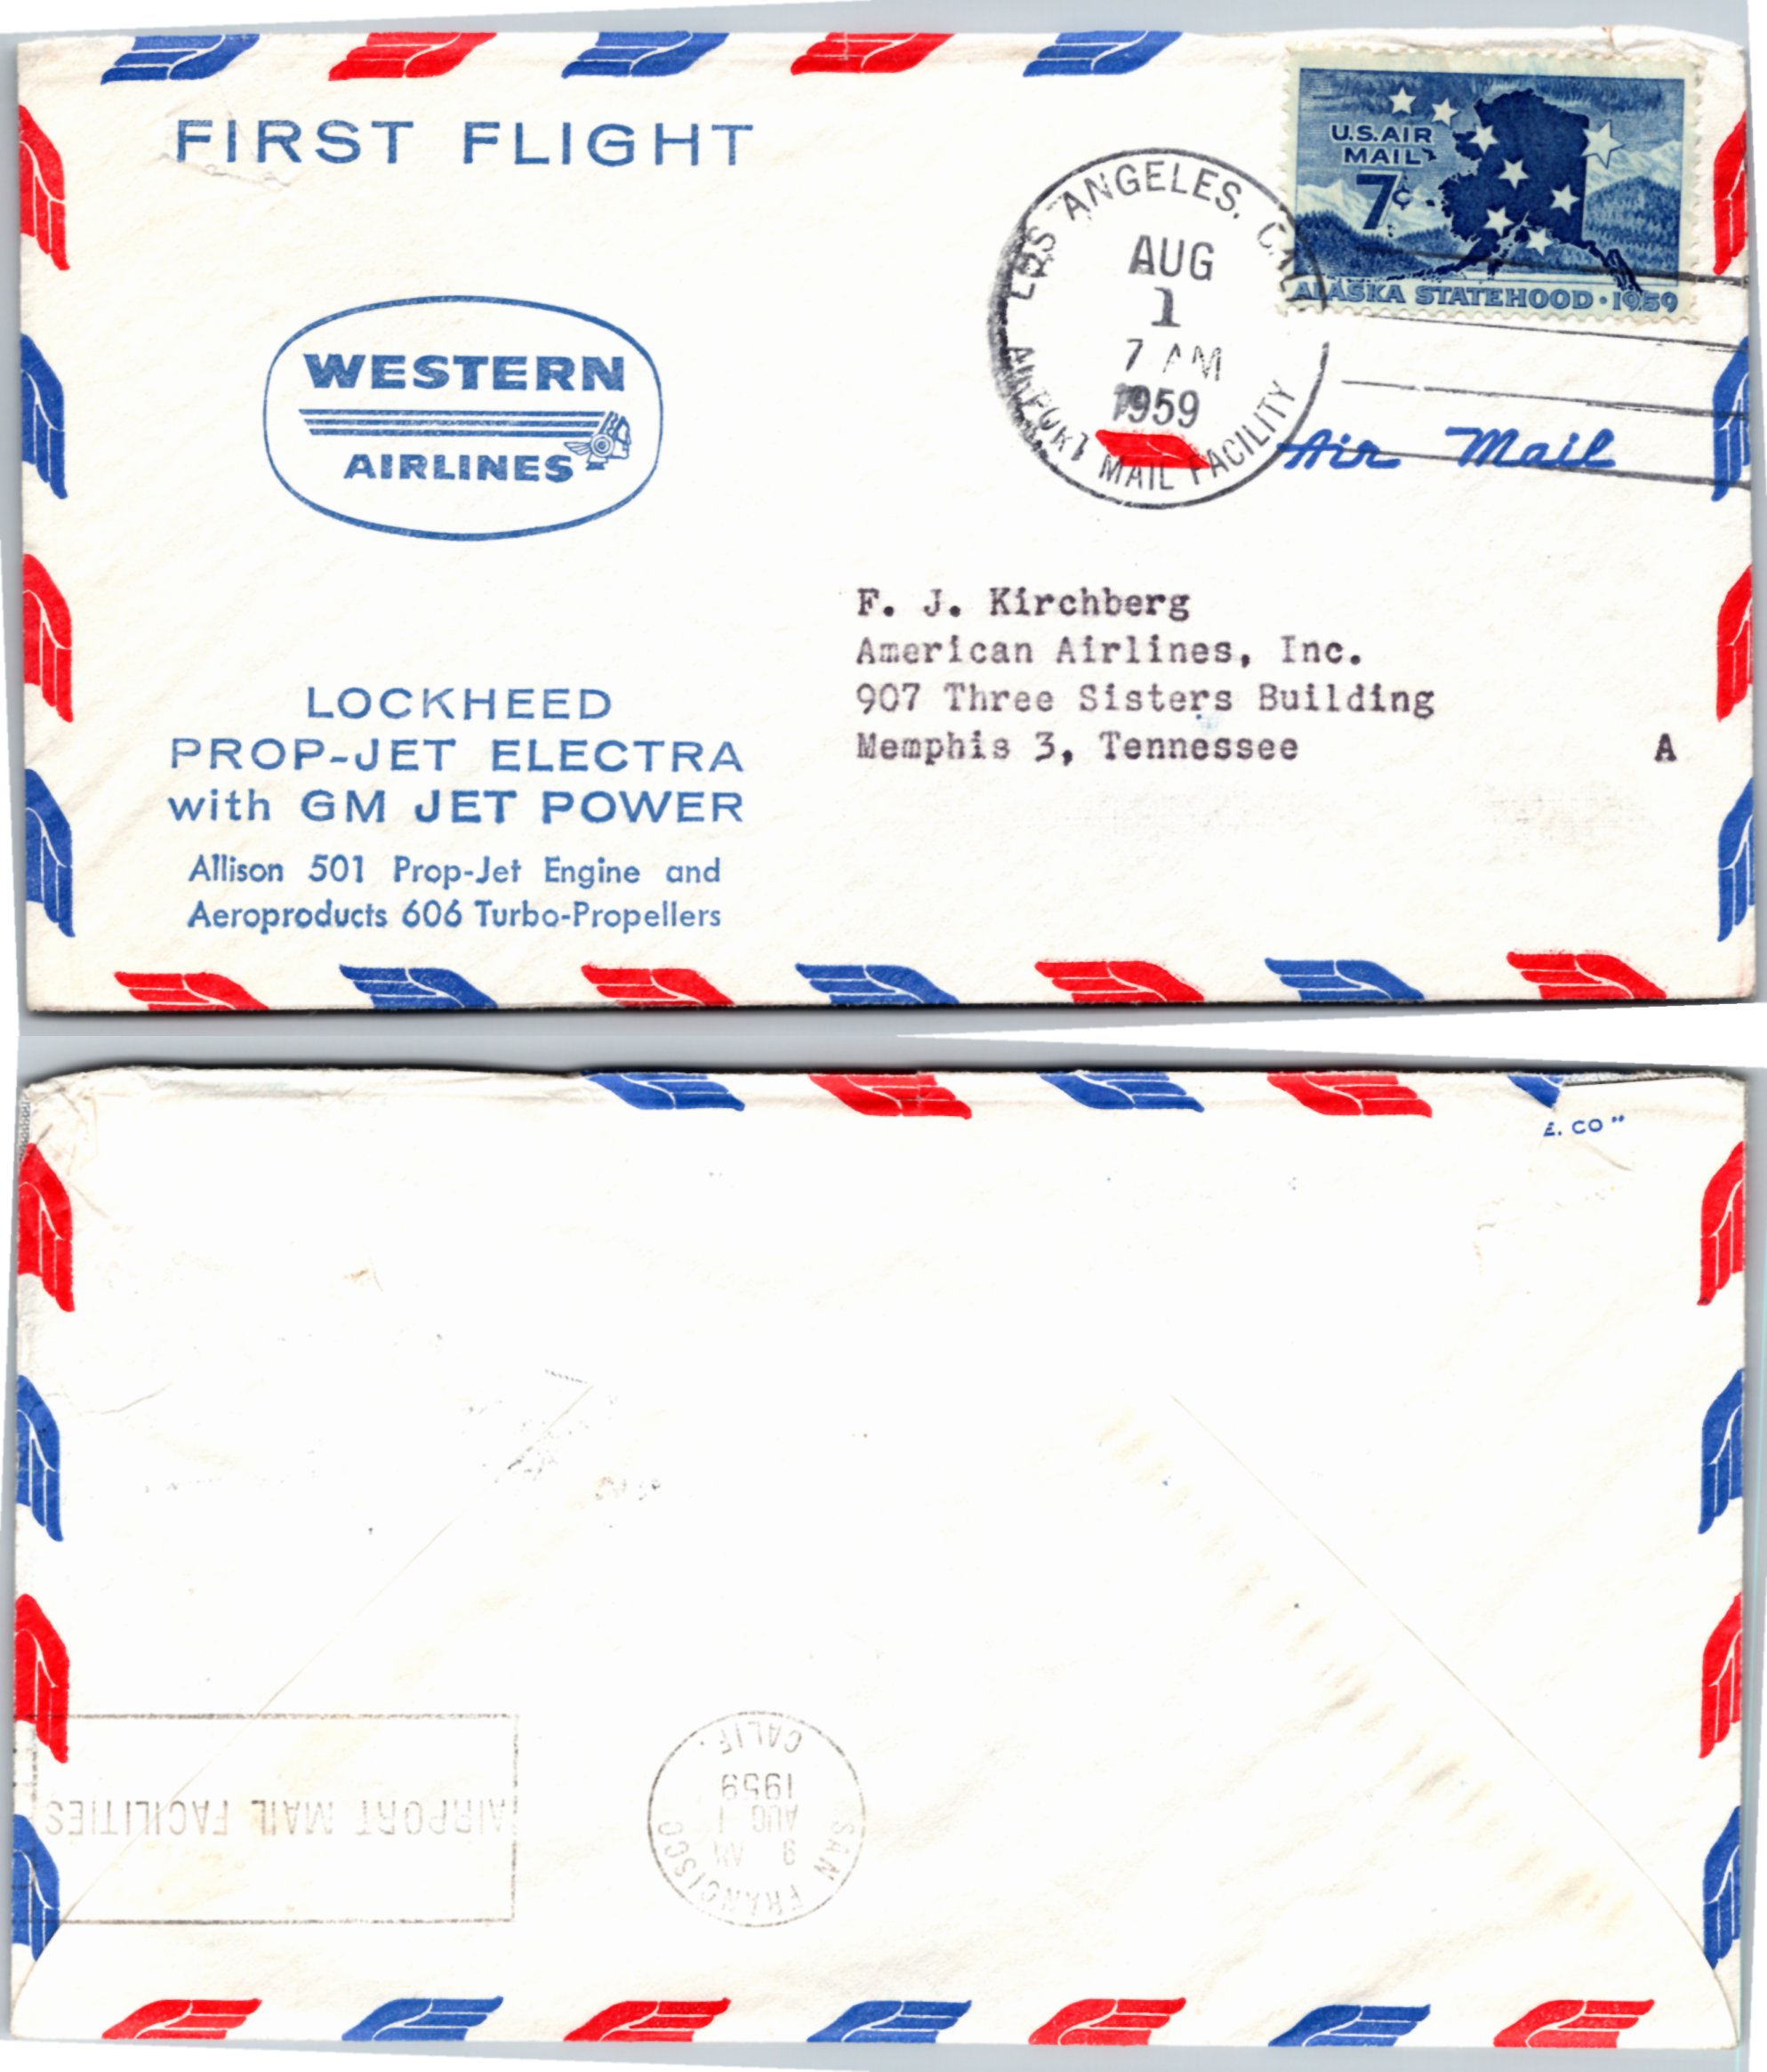 FIRST FLIGHT
U.S. AIR
MAIL
7¢
ALASKA STATEHOOD · 1959
LOS ANGELES, CALIF
AUG
1
7 AM
1959
AIRPORT MAIL FACILITY
WESTERN
AIRLINES
Air Mail
F. J. Kirchberg
American Airlines, Inc.
907 Three Sisters Building
Memphis 3, Tennessee A
LOCKHEED
PROP-JET ELECTRA
with GM JET POWER
Allison 501 Prop-Jet Engine and
Aeroproducts 606 Turbo-Propellers
E. CO"
SAN FRANCISCO
9 AM
AUG 1
1959
CALIF.
AIRPORT MAIL FACILITIES